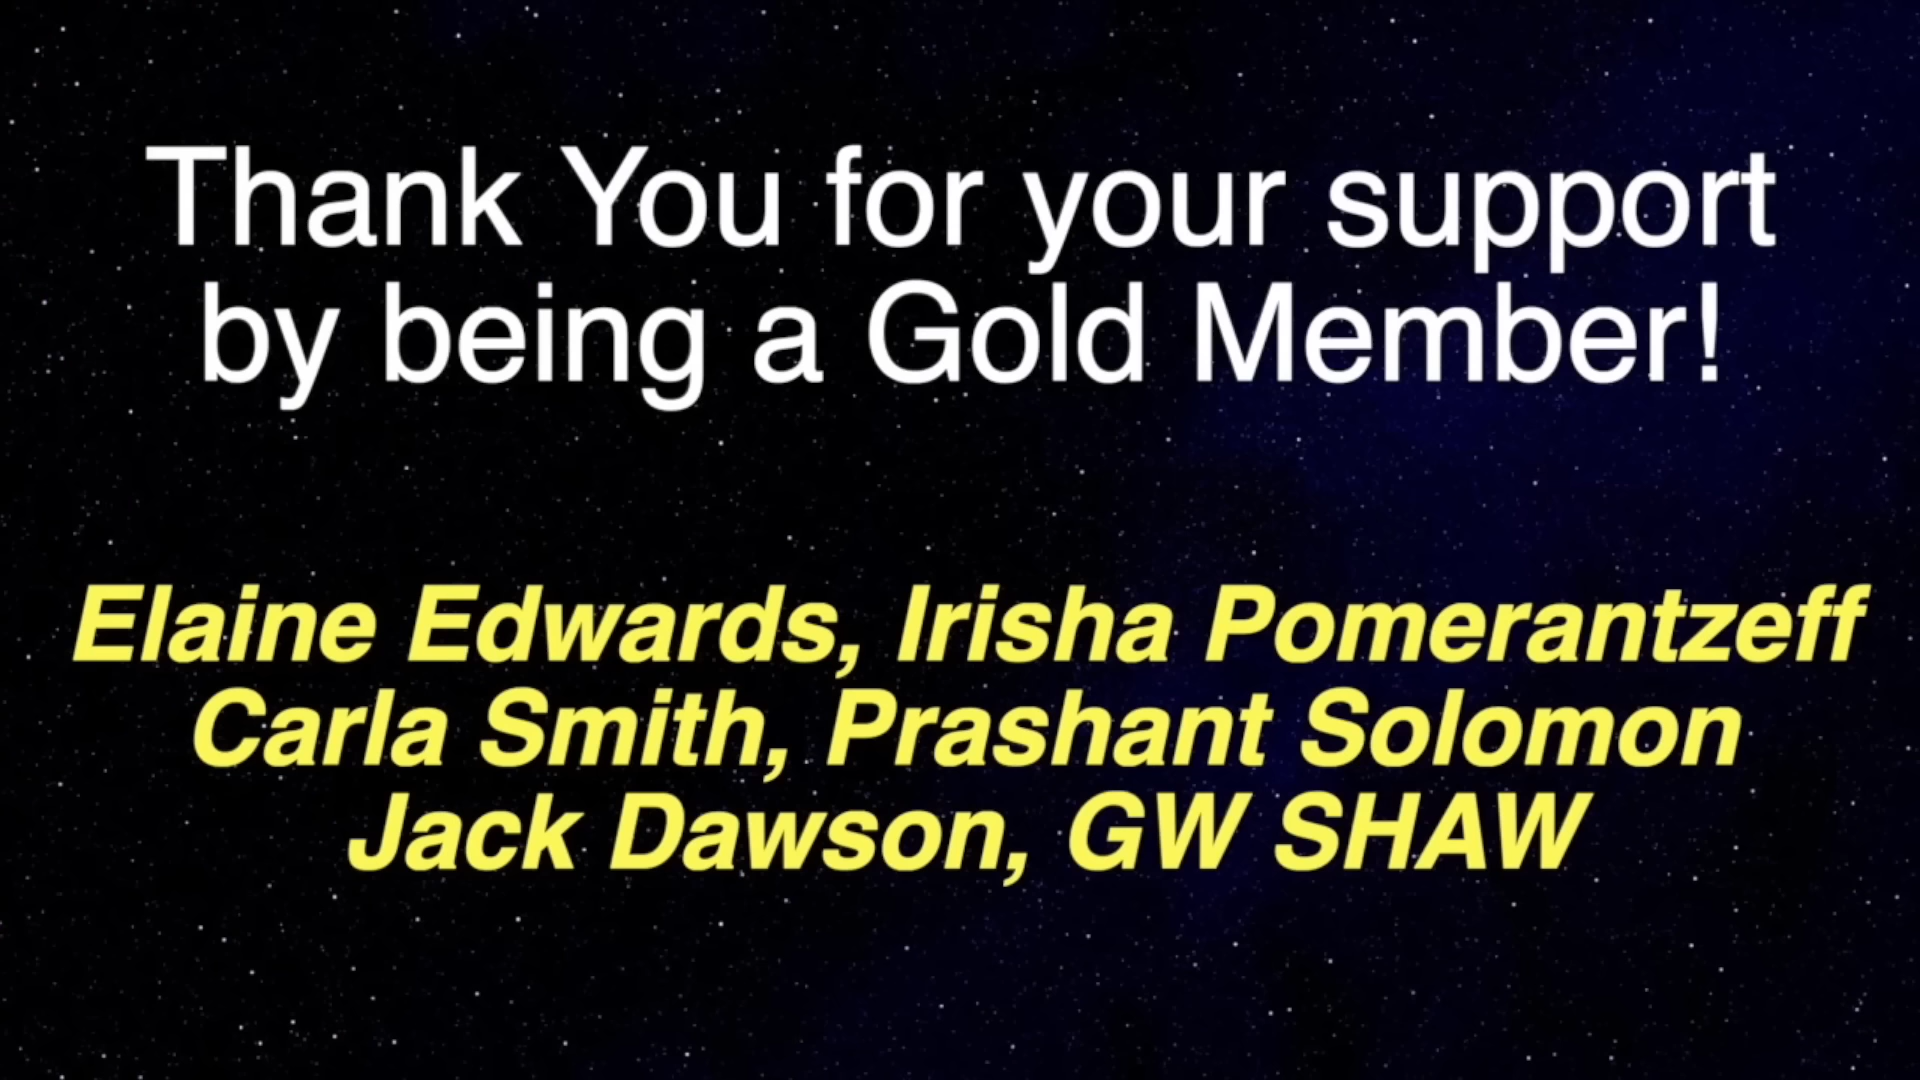 Thank You for your support
by being a Gold Member!
Elaine Edwards, Irisha Pomerantzeff
Carla Smith, Prashant Solomon
Jack Dawson, GW SHAW